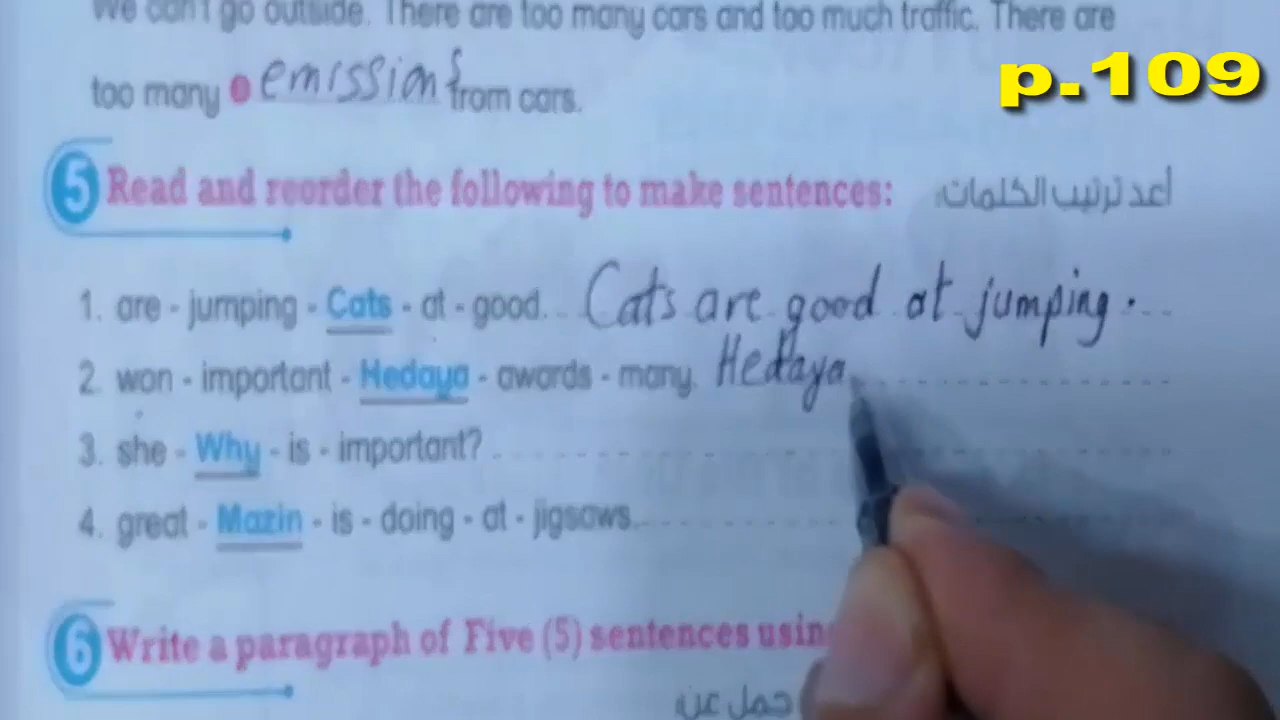 We can't go outside. There are too many cars and too much traffic. There are
too many emissions from cars.
p.109
5 Read and reorder the following to make sentences: أعد ترتيب الكلمات:
1. are - jumping - Cats - at - good. Cats are good at jumping.
2. won - important - Hedaya - awards - many. Hedaya
3. she - Why - is - important?
4. great - Mazin - is - doing - at - jigsaws.
6 Write a paragraph of Five (5) sentences
جمل عن